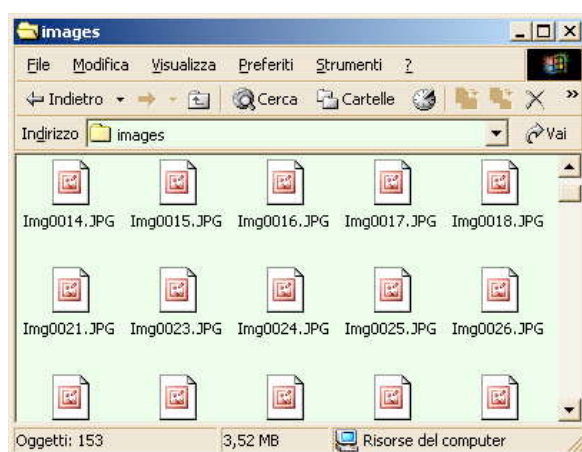 images
File Modifica Visualizza Preferiti Strumenti ?
Indietro Cerca Cartelle »
Indirizzo images Vai
Img0014.JPG Img0015.JPG Img0016.JPG Img0017.JPG Img0018.JPG
Img0021.JPG Img0023.JPG Img0024.JPG Img0025.JPG Img0026.JPG
Oggetti: 153 3,52 MB Risorse del computer